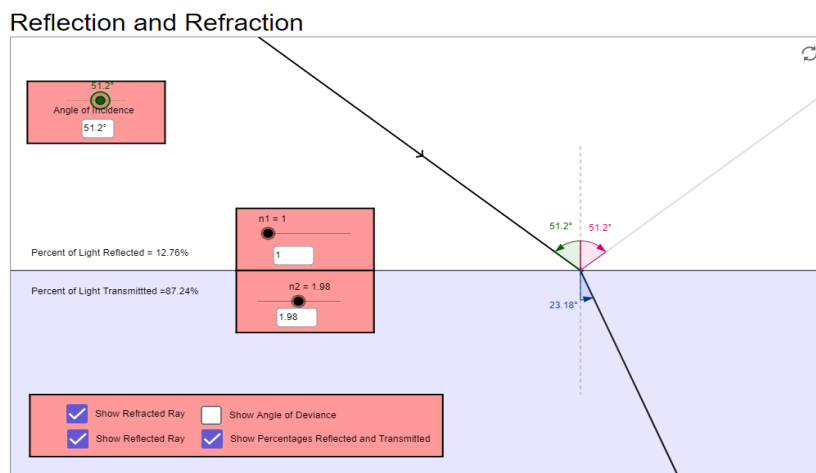 Reflection and Refraction
51.2°
Angle of Incidence
51.2°
n1 = 1
1
51.2°
51.2°
Percent of Light Reflected = 12.76%
Percent of Light Transmittted =87.24%
n2 = 1.98
1.98
23.18°
Show Refracted Ray
Show Angle of Deviance
Show Reflected Ray
Show Percentages Reflected and Transmitted